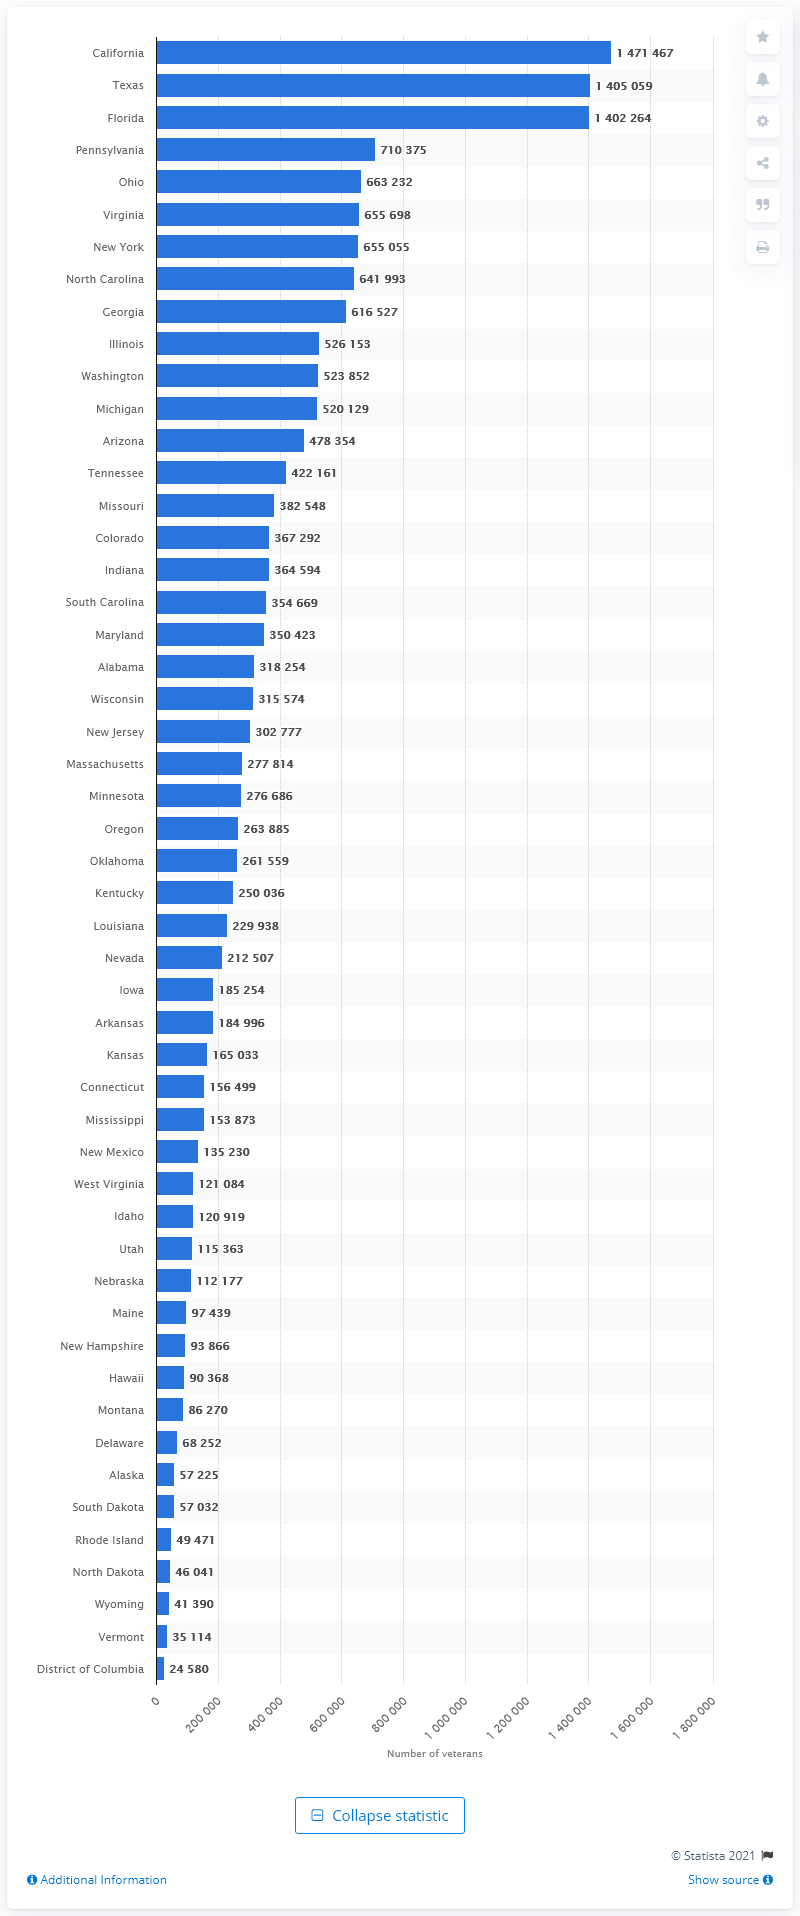 California 1 471 467
Texas 1 405 059
Florida 1 402 264
Pennsylvania 710 375
Ohio 663 232
Virginia 655 698
New York 655 055
North Carolina 641 993
Georgia 616 527
Illinois 526 153
Washington 523 852
Michigan 520 129
Arizona 478 354
Tennessee 422 161
Missouri 382 548
Colorado 367 292
Indiana 364 594
South Carolina 354 669
Maryland 350 423
Alabama 318 254
Wisconsin 315 574
New Jersey 302 777
Massachusetts 277 814
Minnesota 276 686
Oregon 263 885
Oklahoma 261 559
Kentucky 250 036
Louisiana 229 938
Nevada 212 507
Iowa 185 254
Arkansas 184 996
Kansas 165 033
Connecticut 156 499
Mississippi 153 873
New Mexico 135 230
West Virginia 121 084
Idaho 120 919
Utah 115 363
Nebraska 112 177
Maine 97 439
New Hampshire 93 866
Hawaii 90 368
Montana 86 270
Delaware 68 252
Alaska 57 225
South Dakota 57 032
Rhode Island 49 471
North Dakota 46 041
Wyoming 41 390
Vermont 35 114
District of Columbia 24 580
0 200 000 400 000 600 000 800 000 1 000 000 1 200 000 1 400 000 1 600 000 1 800 000
Number of veterans
Collapse statistic
© Statista 2021
Additional Information Show source